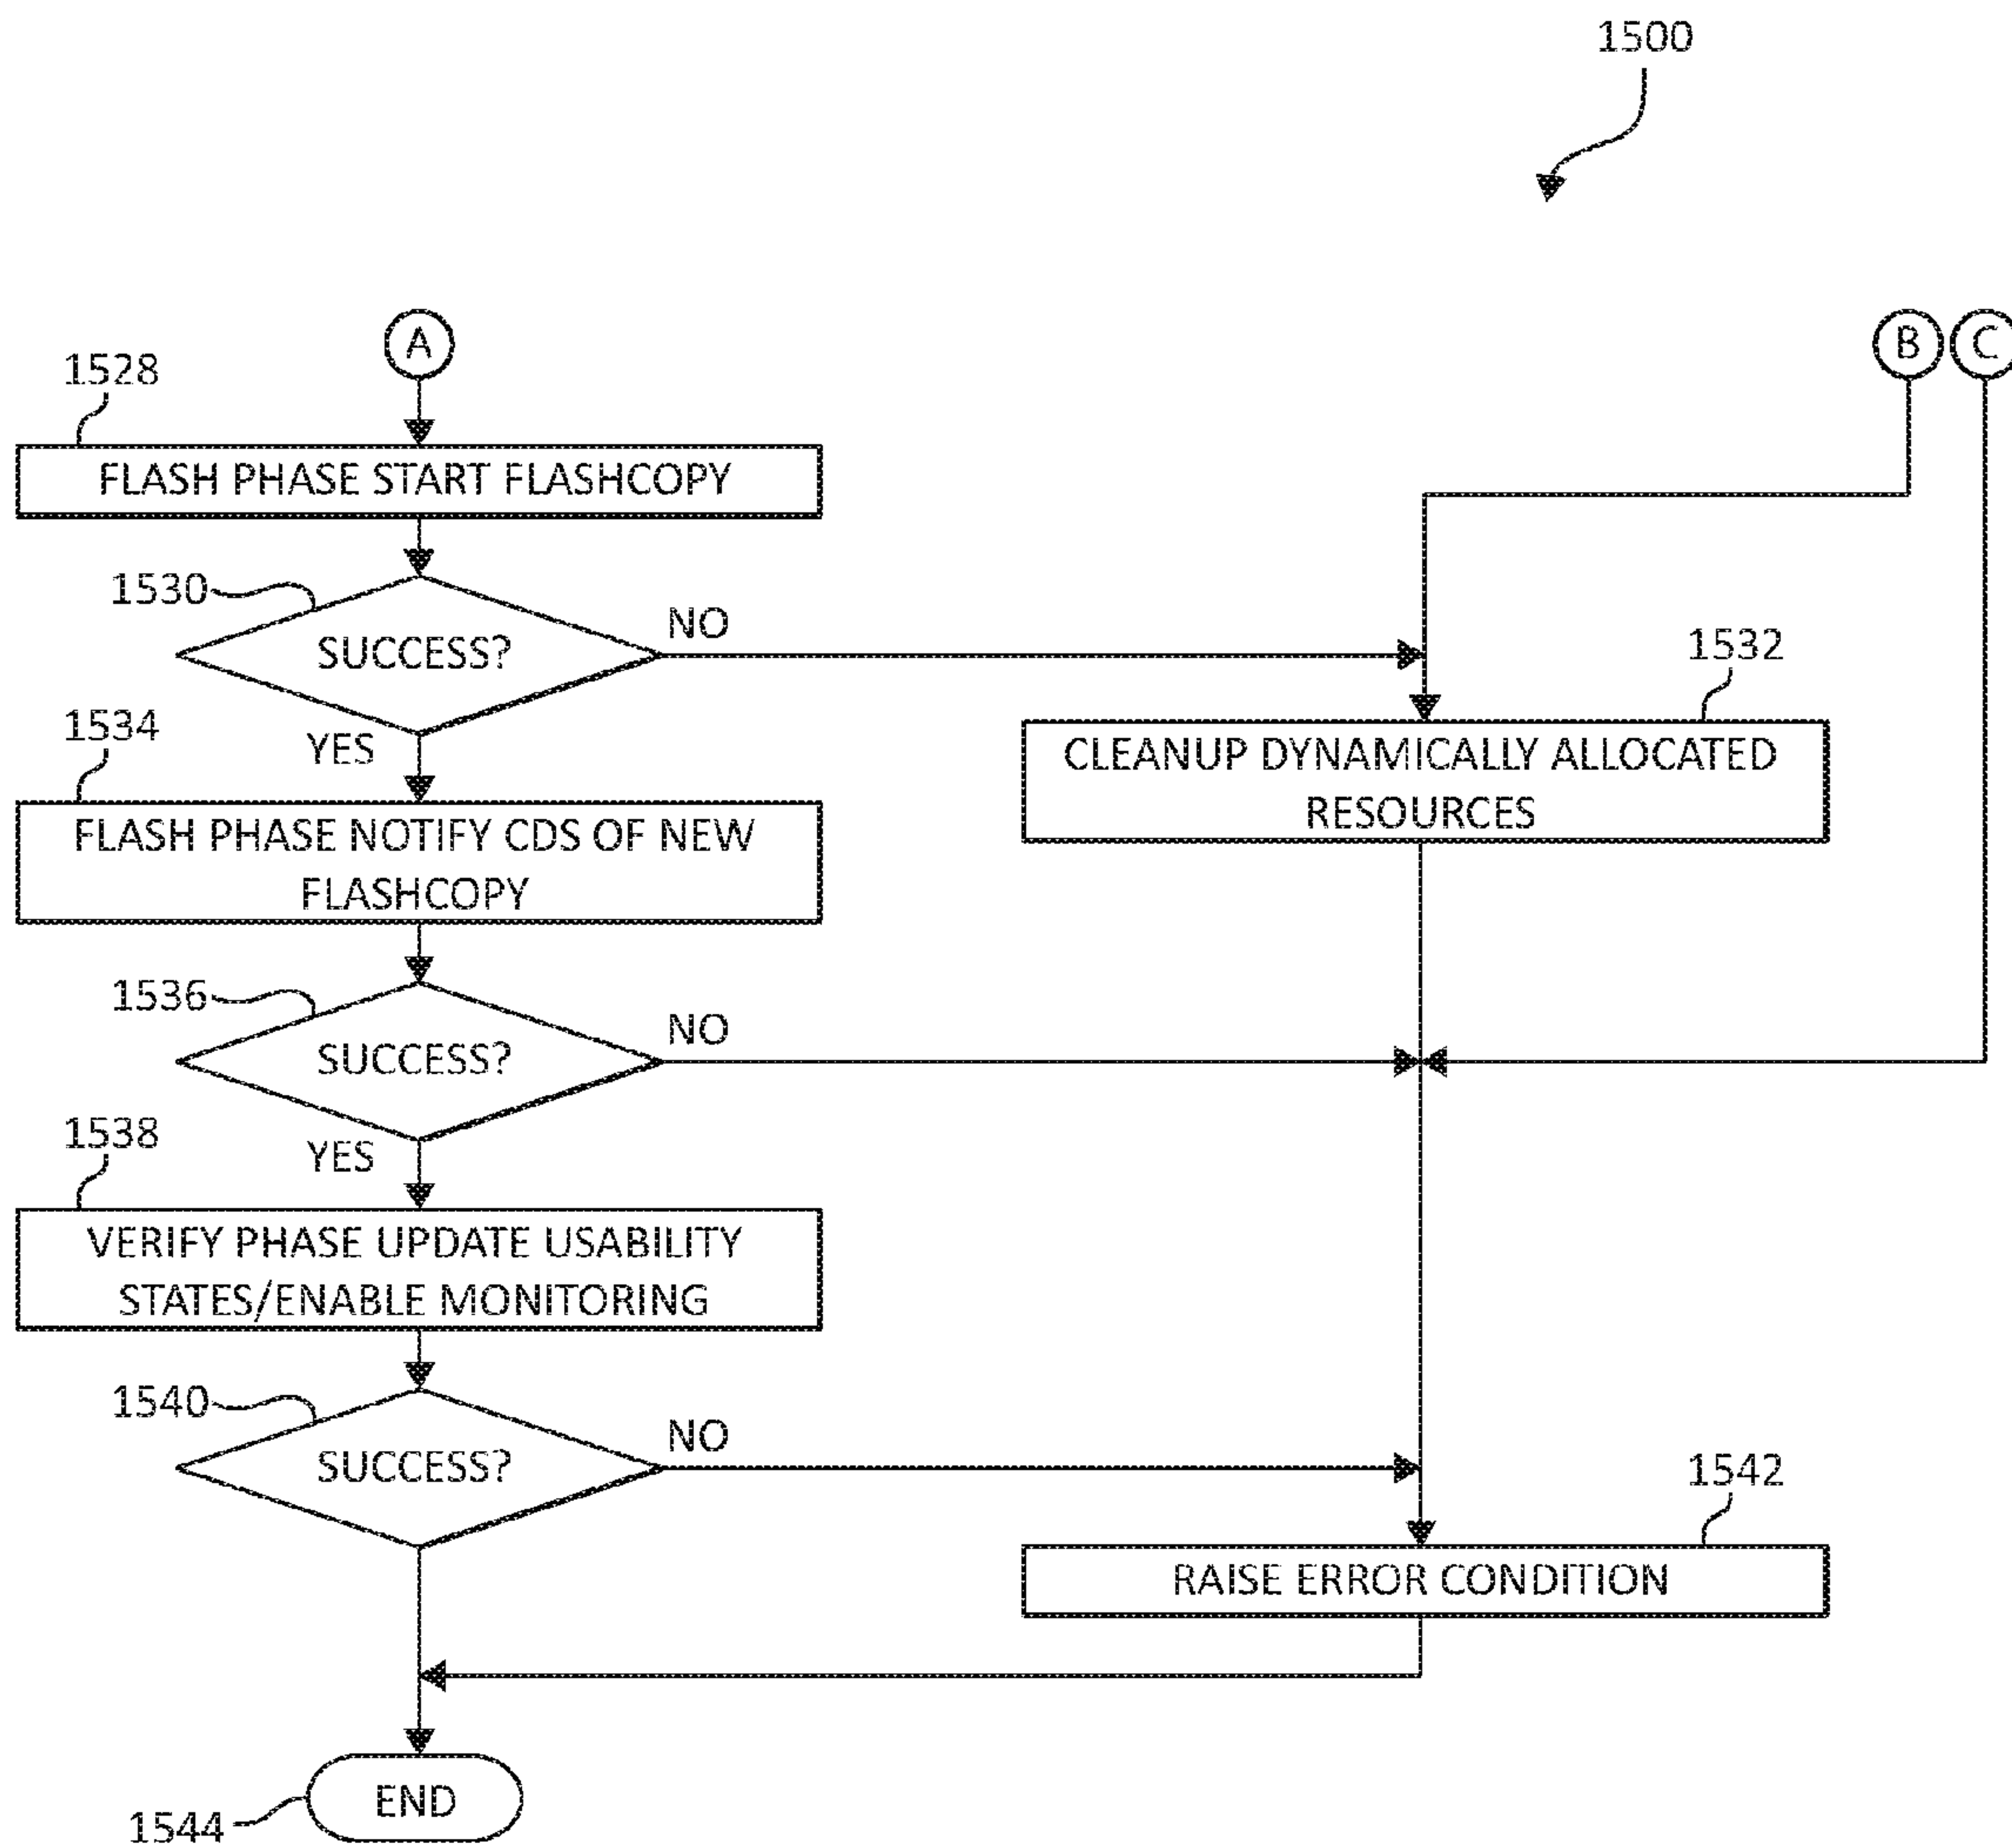 1500
A
B
C
1528
FLASH PHASE START FLASHCOPY
1530
SUCCESS?
NO
1532
YES
1534
CLEANUP DYNAMICALLY ALLOCATED
RESOURCES
FLASH PHASE NOTIFY CDS OF NEW
FLASHCOPY
1536
SUCCESS?
NO
YES
1538
VERIFY PHASE UPDATE USABILITY
STATES/ENABLE MONITORING
1540
SUCCESS?
NO
1542
RAISE ERROR CONDITION
END
1544